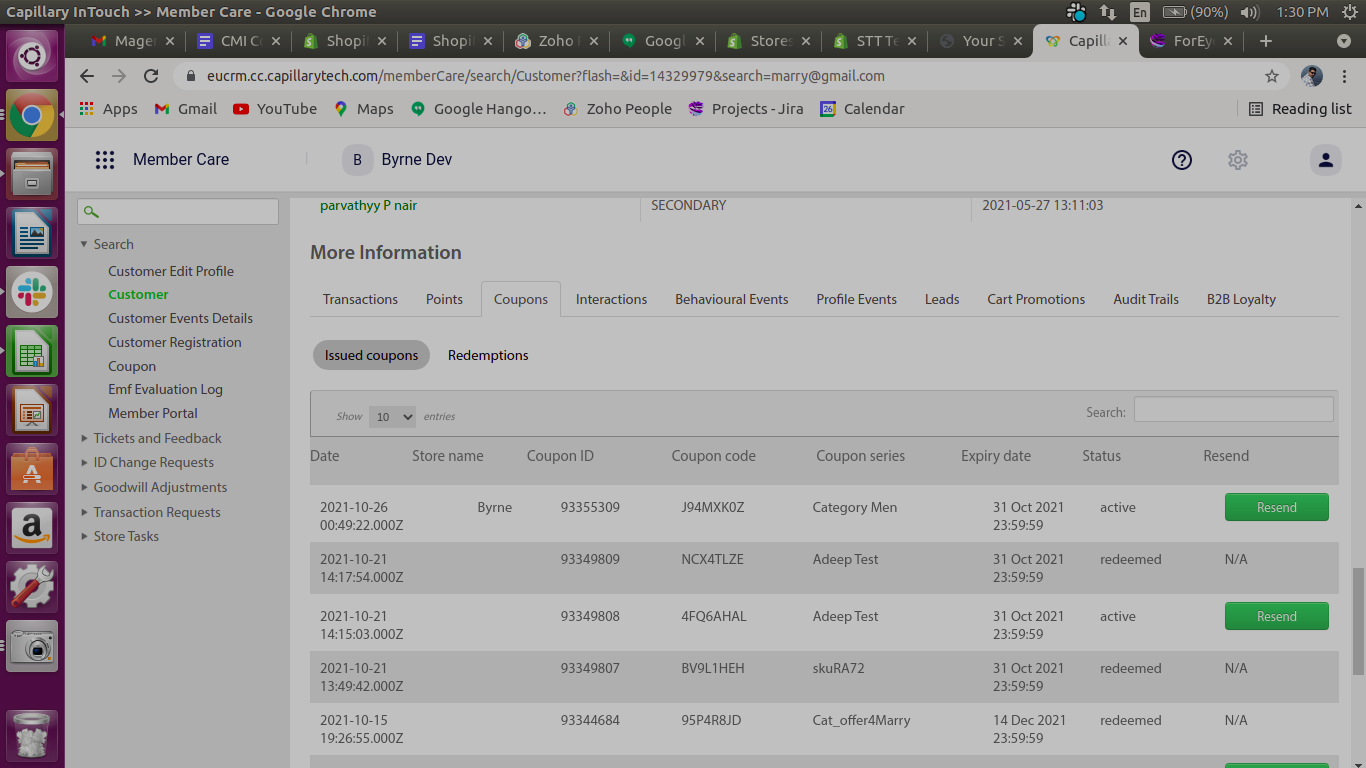 Capillary InTouch >> Member Care - Google Chrome
En
(90%)
1:30 PM
Mager
CMI C
Shopi
Shopi
Zoho
Googl
Stores
STT Te
Your S
Capill
ForEy
eucrm.cc.capillarytech.com/memberCare/search/Customer?flash=&id=14329979&search=marry@gmail.com
Apps
Gmail
YouTube
Maps
Google Hango...
Zoho People
Projects - Jira
26
Calendar
Reading list
Member Care
B
Byrne Dev
parvathyy P nair
SECONDARY
2021-05-27 13:11:03
Search
Customer Edit Profile
Customer
Customer Events Details
Customer Registration
Coupon
Emf Evaluation Log
Member Portal
Tickets and Feedback
ID Change Requests
Goodwill Adjustments
Transaction Requests
Store Tasks
More Information
Transactions
Points
Coupons
Interactions
Behavioural Events
Profile Events
Leads
Cart Promotions
Audit Trails
B2B Loyalty
Issued coupons
Redemptions
Show 10 entries
Search:
Date Store name Coupon ID Coupon code Coupon series Expiry date Status Resend
2021-10-26 Byrne 93355309 J94MXK0Z Category Men 31 Oct 2021 active Resend
00:49:22.000Z 23:59:59
2021-10-21 93349809 NCX4TLZE Adeep Test 31 Oct 2021 redeemed N/A
14:17:54.000Z 23:59:59
2021-10-21 93349808 4FQ6AHAL Adeep Test 31 Oct 2021 active Resend
14:15:03.000Z 23:59:59
2021-10-21 93349807 BV9L1HEH skuRA72 31 Oct 2021 redeemed N/A
13:49:42.000Z 23:59:59
2021-10-15 93344684 95P4R8JD Cat_offer4Marry 14 Dec 2021 redeemed N/A
19:26:55.000Z 23:59:59